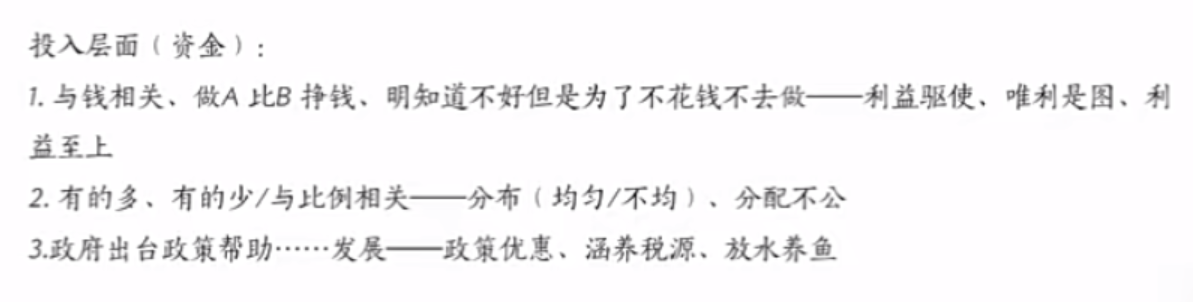 投入层面（资金）：
1. 与钱相关、做A 比B 挣钱、明知道不好但是为了不花钱不去做——利益驱使、唯利是图、利
益至上
2. 有的多、有的少/与比例相关——分布（均匀/不均）、分配不公
3.政府出台政策帮助……发展——政策优惠、涵养税源、放水养鱼